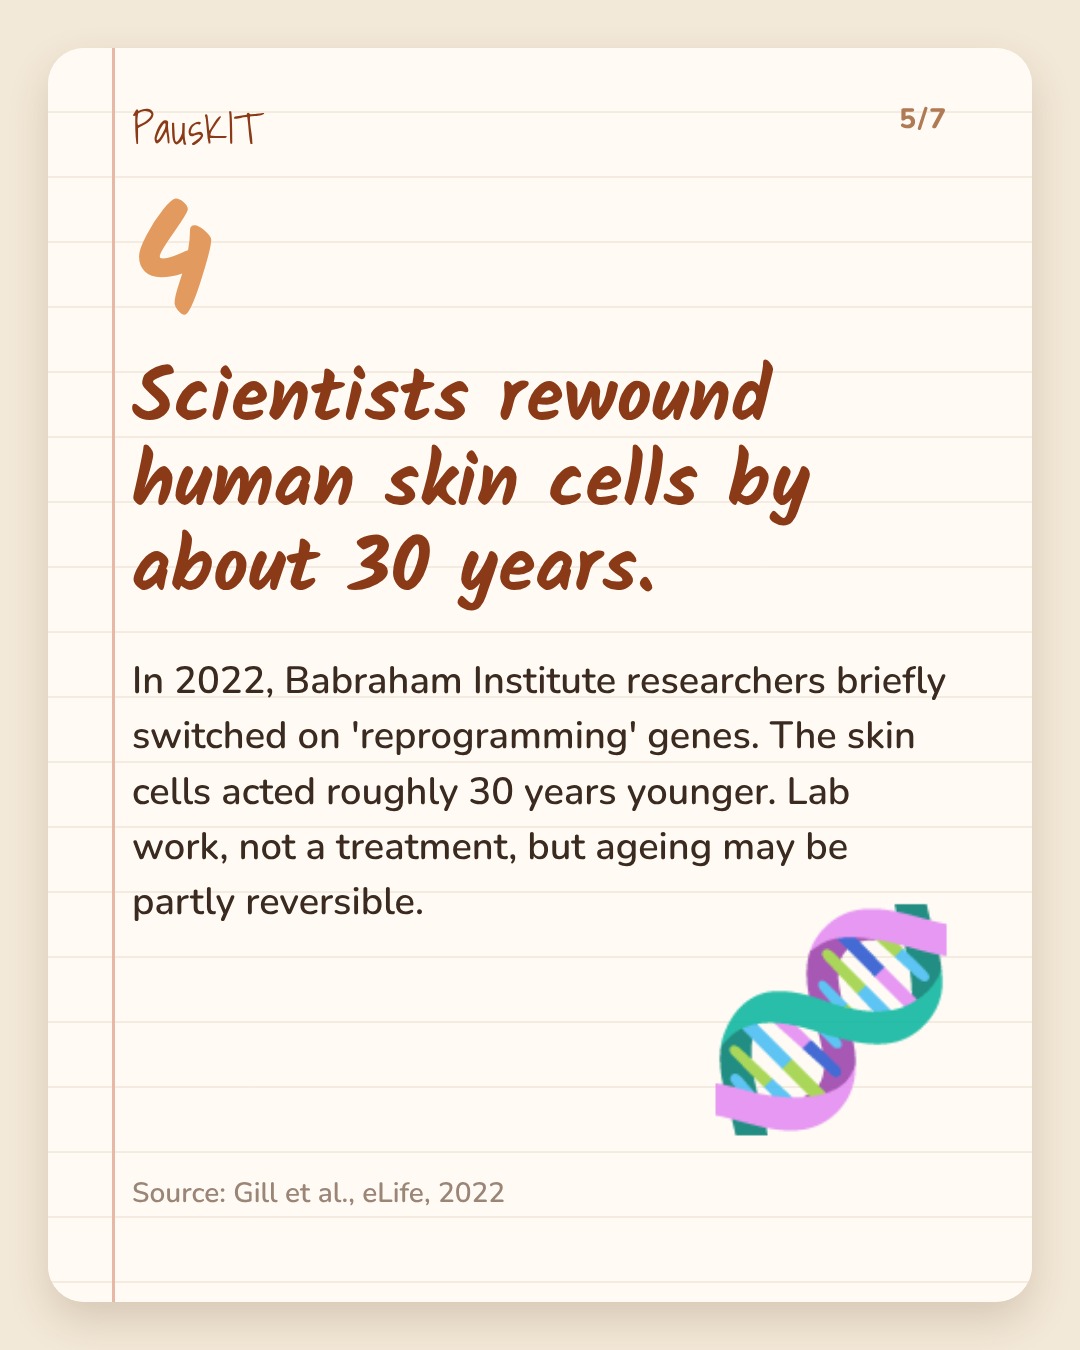 PausKIT
5/7
4
Scientists rewound
human skin cells by
about 30 years.
In 2022, Babraham Institute researchers briefly
switched on 'reprogramming' genes. The skin
cells acted roughly 30 years younger. Lab
work, not a treatment, but ageing may be
partly reversible.
Source: Gill et al., eLife, 2022